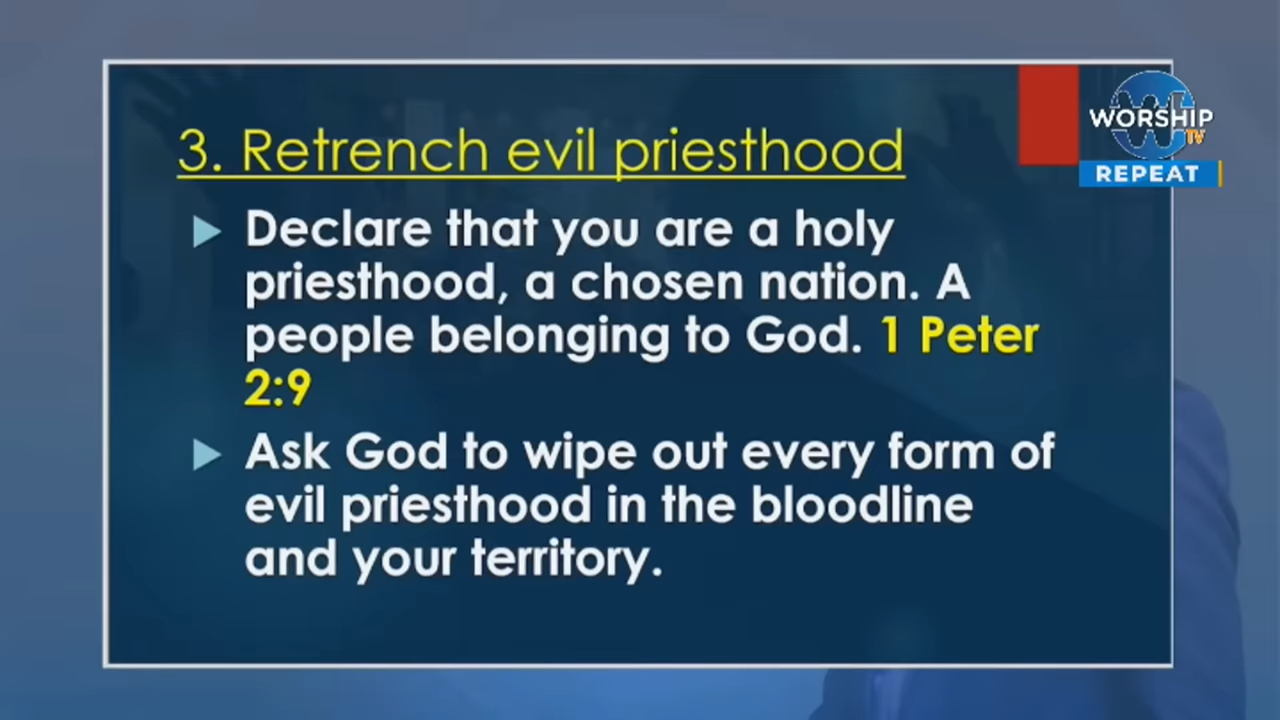 3. Retrench evil priesthood
Declare that you are a holy
priesthood, a chosen nation. A
people belonging to God. 1 Peter
2:9
Ask God to wipe out every form of
evil priesthood in the bloodline
and your territory.
W
WORSHIP
TV
REPEAT